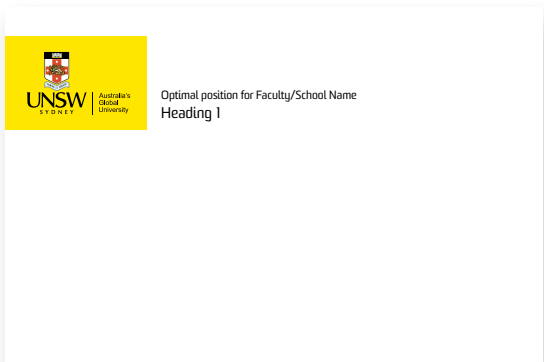 UNSW
SYDNEY
Australia's
Global
University
Optimal position for Faculty/School Name
Heading 1